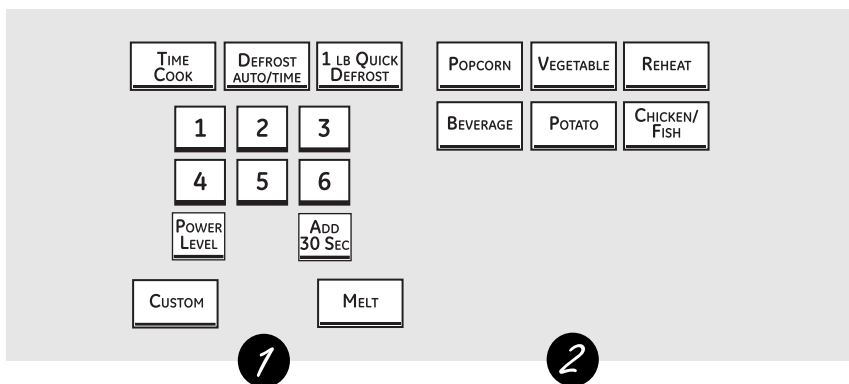 TIME COOK
DEFROST AUTO/TIME
1 LB QUICK DEFROST
1 2 3
4 5 6
POWER LEVEL
ADD 30 SEC
CUSTOM
MELT
1
POPCORN
VEGETABLE
REHEAT
BEVERAGE
POTATO
CHICKEN/ FISH
2